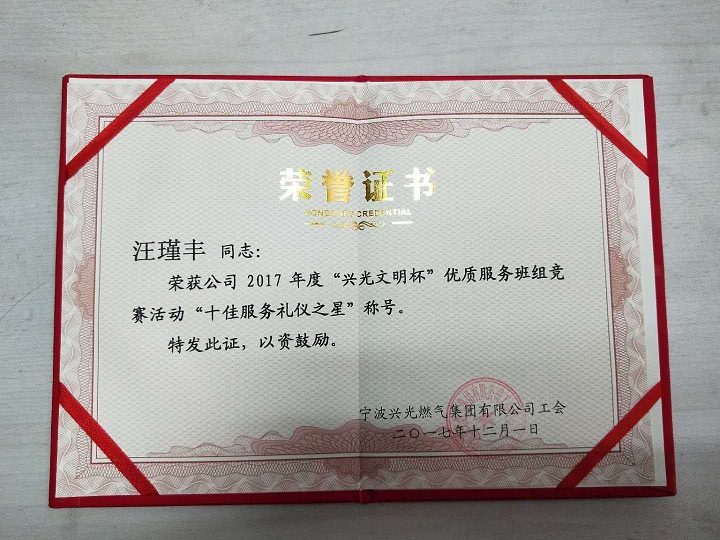 荣誉证书
HONORARY CREDENTIAL
汪瑾丰 同志：
荣获公司 2017 年度“兴光文明杯”优质服务班组竞
赛活动“十佳服务礼仪之星”称号。
特发此证，以资鼓励。
宁波兴光燃气集团有限公司工会
二〇一七年十二月一日